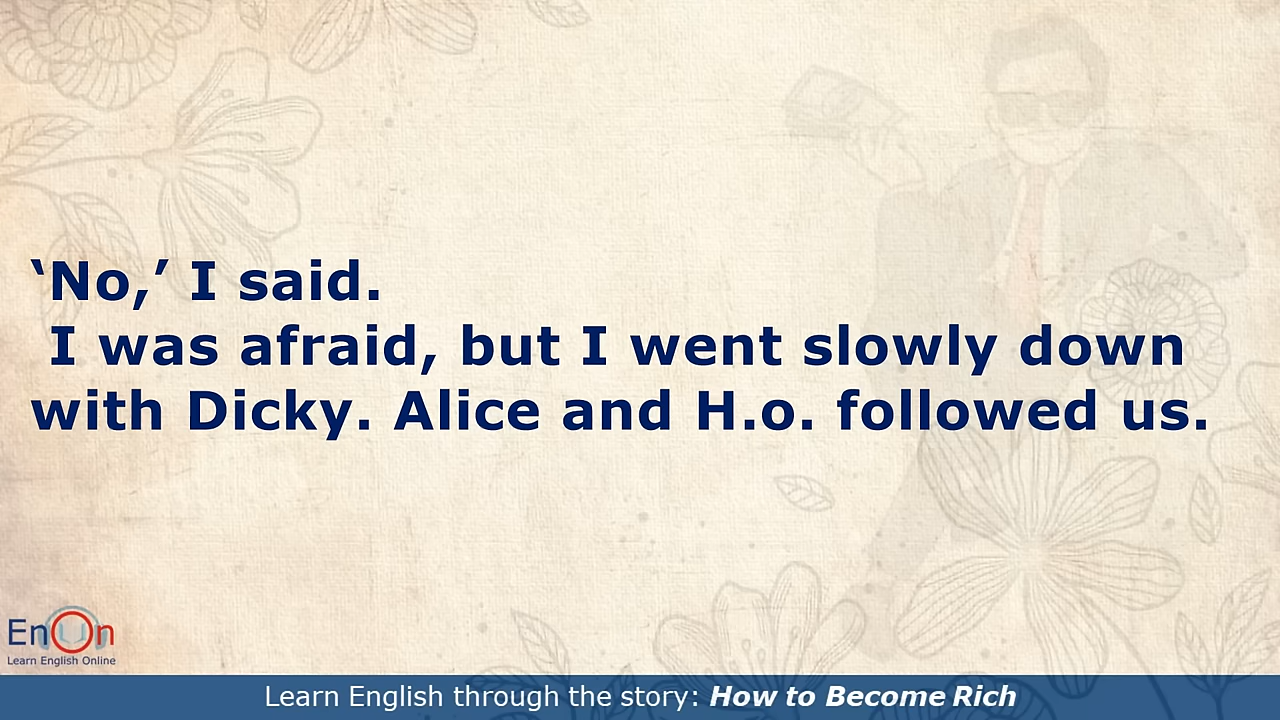 ‘No,’ I said.
I was afraid, but I went slowly down
with Dicky. Alice and H.o. followed us.
EnOn
Learn English Online
Learn English through the story: How to Become Rich